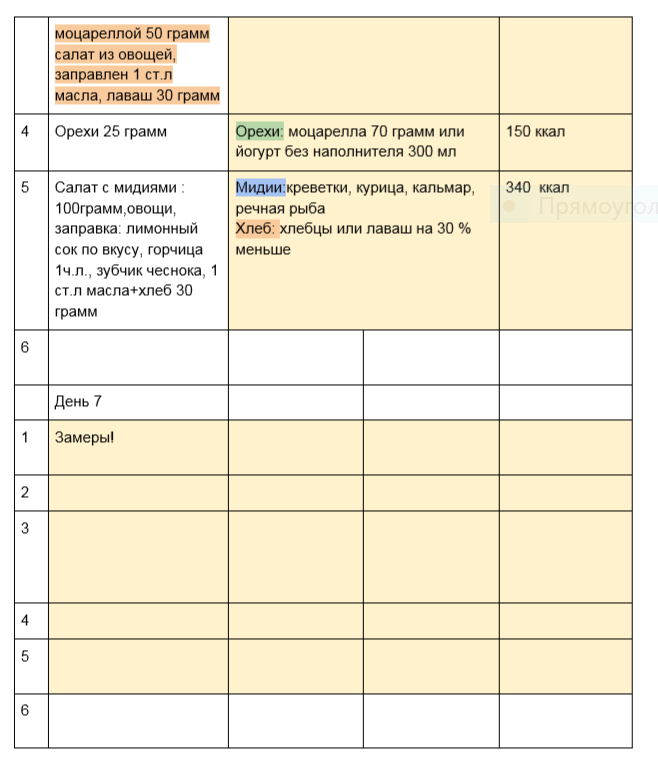 моцареллой 50 грамм
салат из овощей,
заправлен 1 ст.л
масла, лаваш 30 грамм
4
Орехи 25 грамм
Орехи: моцарелла 70 грамм или
йогурт без наполнителя 300 мл
150 ккал
5
Салат с мидиями :
100грамм,овощи,
заправка: лимонный
сок по вкусу, горчица
1ч.л., зубчик чеснока, 1
ст.л масла+хлеб 30
грамм
Мидии:креветки, курица, кальмар,
речная рыба
Хлеб: хлебцы или лаваш на 30 %
меньше
340 ккал
Прямоугол
6
День 7
1
Замеры!
2
3
4
5
6